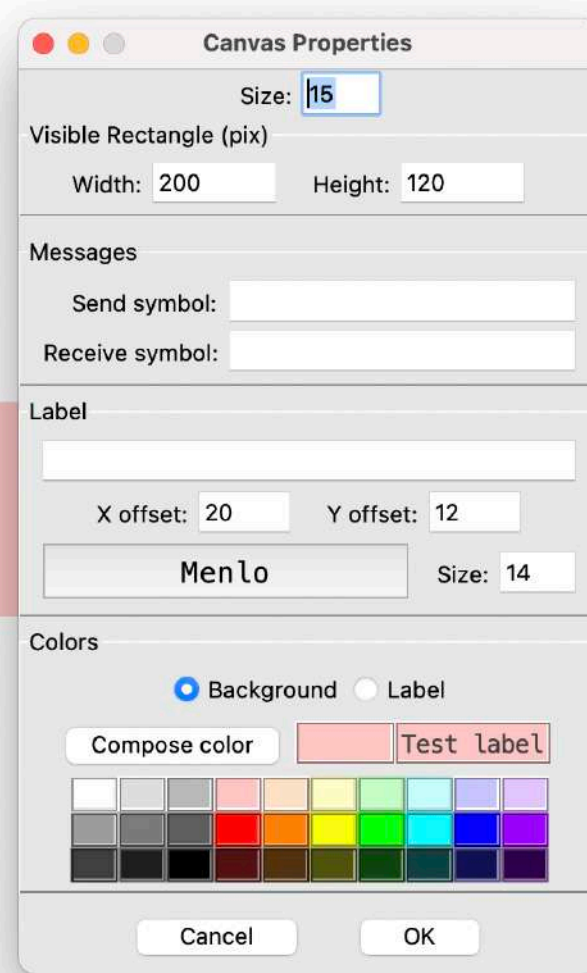 Canvas Properties
Size: 15
Visible Rectangle (pix)
Width: 200 Height: 120
Messages
Send symbol:
Receive symbol:
Label
X offset: 20 Y offset: 12
Menlo Size: 14
Colors
Background Label
Compose color Test label
Cancel OK